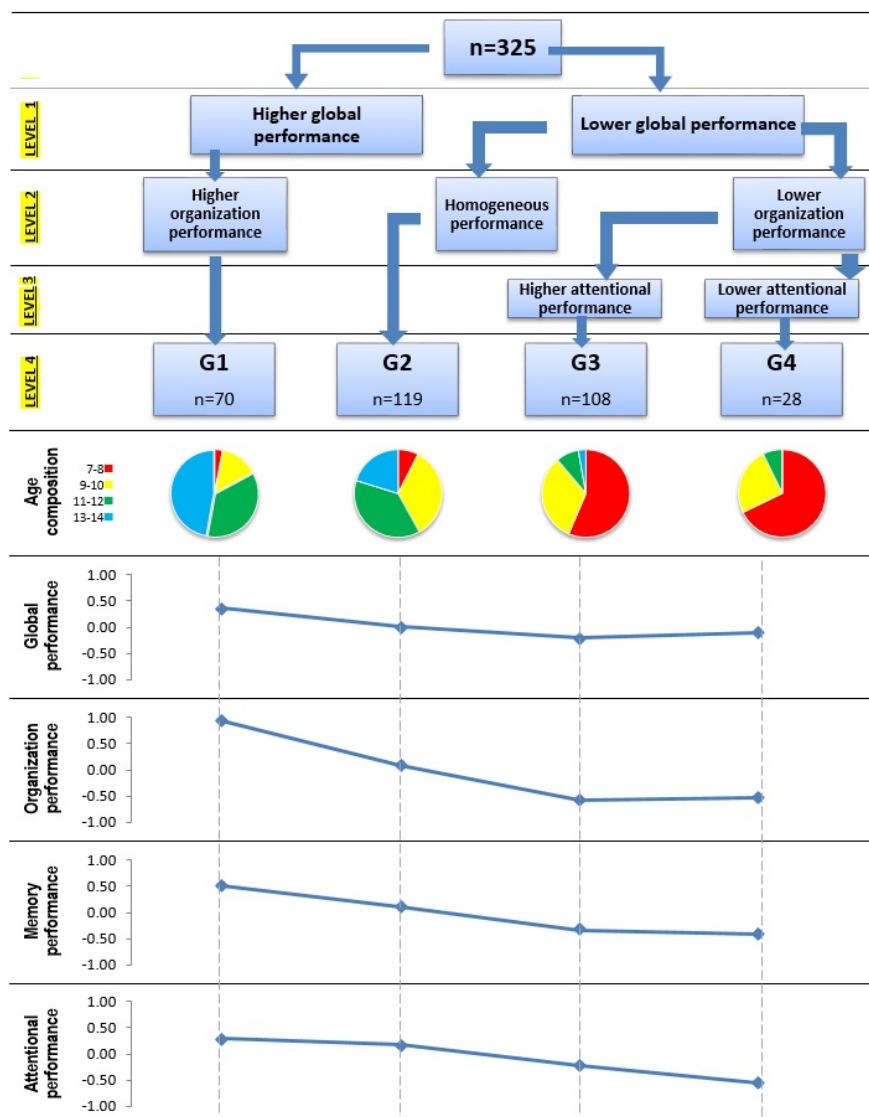 n=325
LEVEL 1
Higher global
performance
Lower global performance
LEVEL 2
Higher
organization
performance
Homogeneous
performance
Lower
organization
performance
LEVEL 3
Higher attentional
performance
Lower attentional
performance
LEVEL 4
G1
n=70
G2
n=119
G3
n=108
G4
n=28
Age
composition
7-8
9-10
11-12
13-14
Global
performance
1.00
0.50
0.00
-0.50
-1.00
Organization
performance
1.00
0.50
0.00
-0.50
-1.00
Memory
performance
1.00
0.50
0.00
-0.50
-1.00
Attentional
performance
1.00
0.50
0.00
-0.50
-1.00